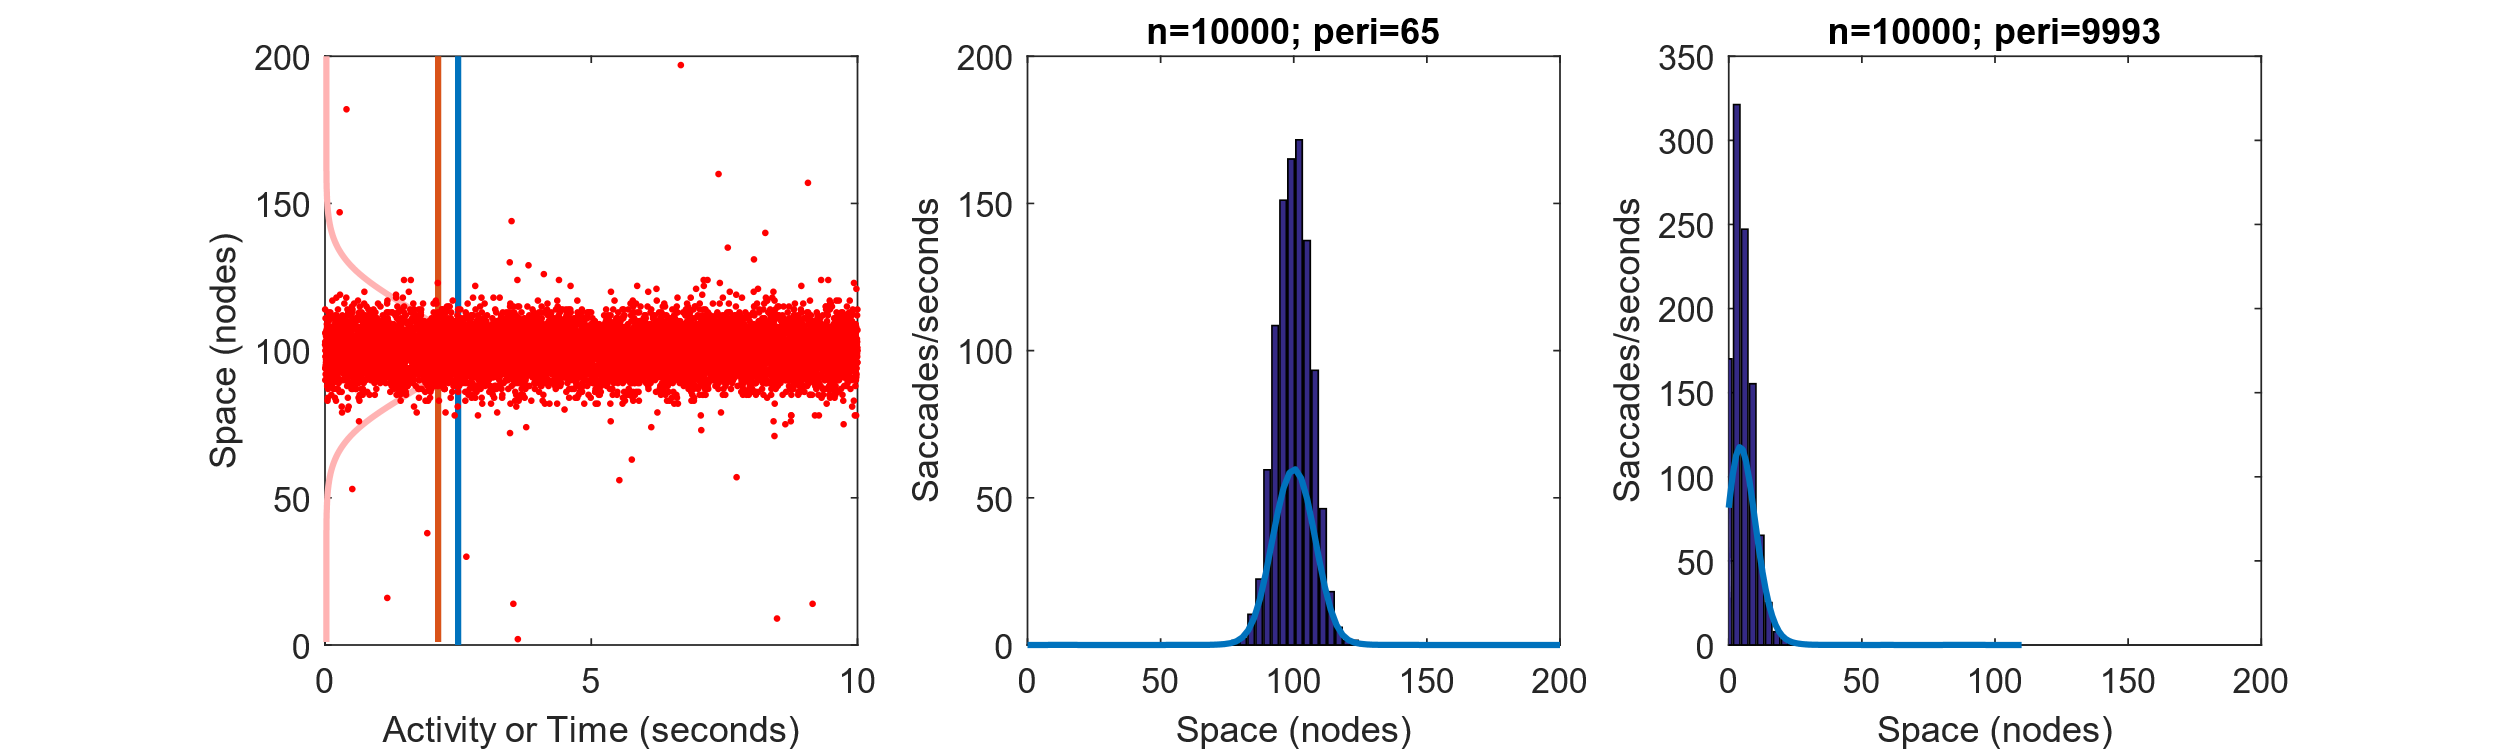 n=10000; peri=65
n=10000; peri=9993
200
150
100
50
0
0 5 10
Space (nodes)
Activity or Time (seconds)
200
150
100
50
0
0 50 100 150 200
Saccades/seconds
Space (nodes)
350
300
250
200
150
100
50
0
0 50 100 150 200
Saccades/seconds
Space (nodes)